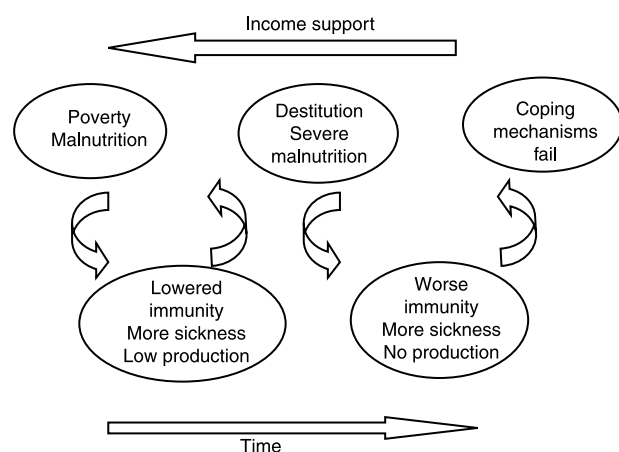 Income support
Poverty
Malnutrition
Destitution
Severe
malnutrition
Coping
mechanisms
fail
Lowered
immunity
More sickness
Low production
Worse
immunity
More sickness
No production
Time